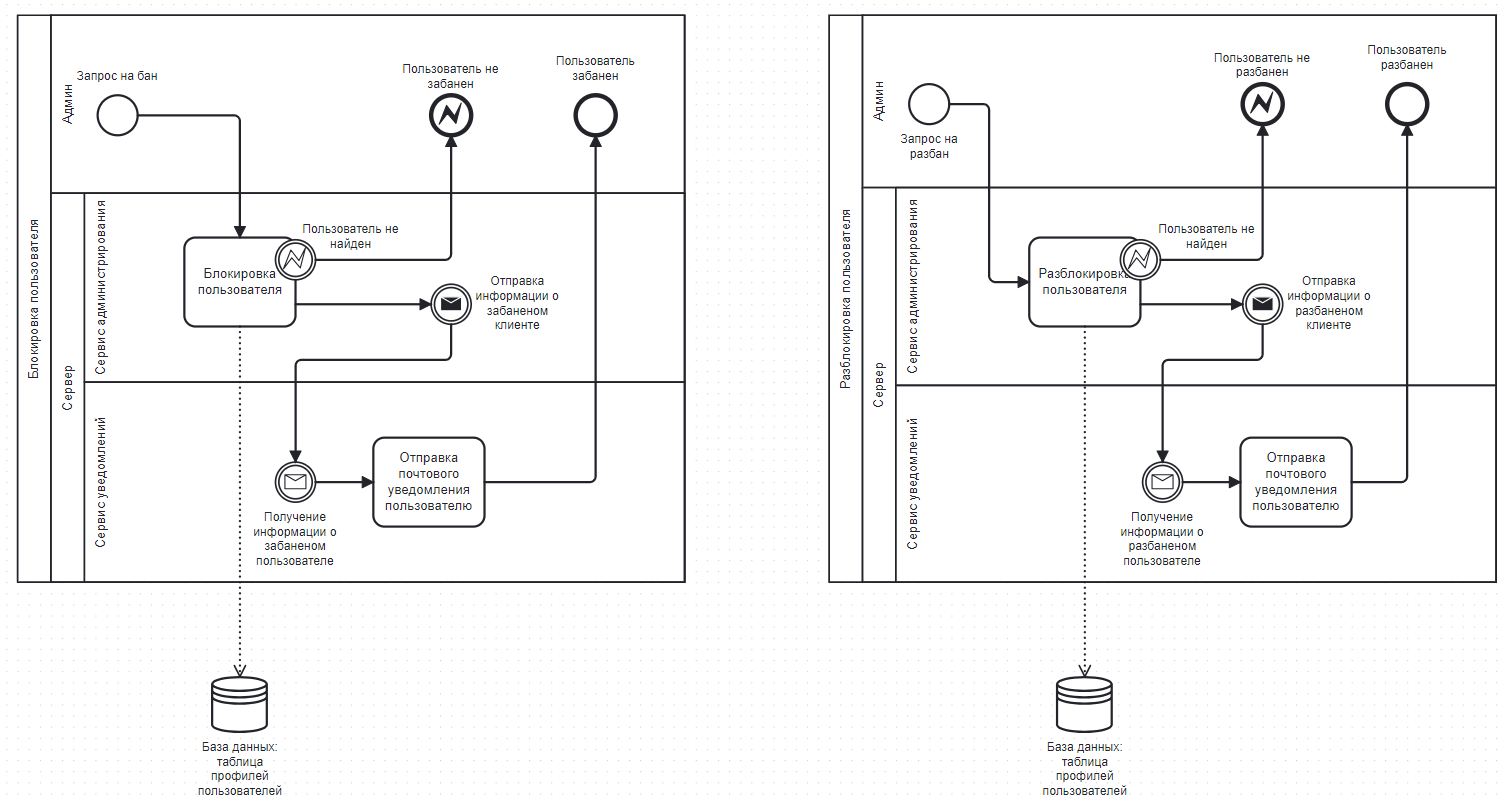 Блокировка пользователя
Админ
Запрос на бан
Пользователь не
забанен
Пользователь
забанен
Сервер
Сервис администрирования
Блокировка
пользователя
Пользователь не
найден
Отправка
информации о
забаненом
клиенте
Сервис уведомлений
Получение
информации о
забаненом
пользователе
Отправка
почтового
уведомления
пользователю
База данных:
таблица
профилей
пользователей
Разблокировка пользователя
Админ
Запрос на
разбан
Пользователь не
разбанен
Пользователь
разбанен
Сервер
Сервис администрирования
Разблокировка
пользователя
Пользователь не
найден
Отправка
информации о
разбаненом
клиенте
Сервис уведомлений
Получение
информации о
разбаненом
пользователе
Отправка
почтового
уведомления
пользователю
База данных:
таблица
профилей
пользователей